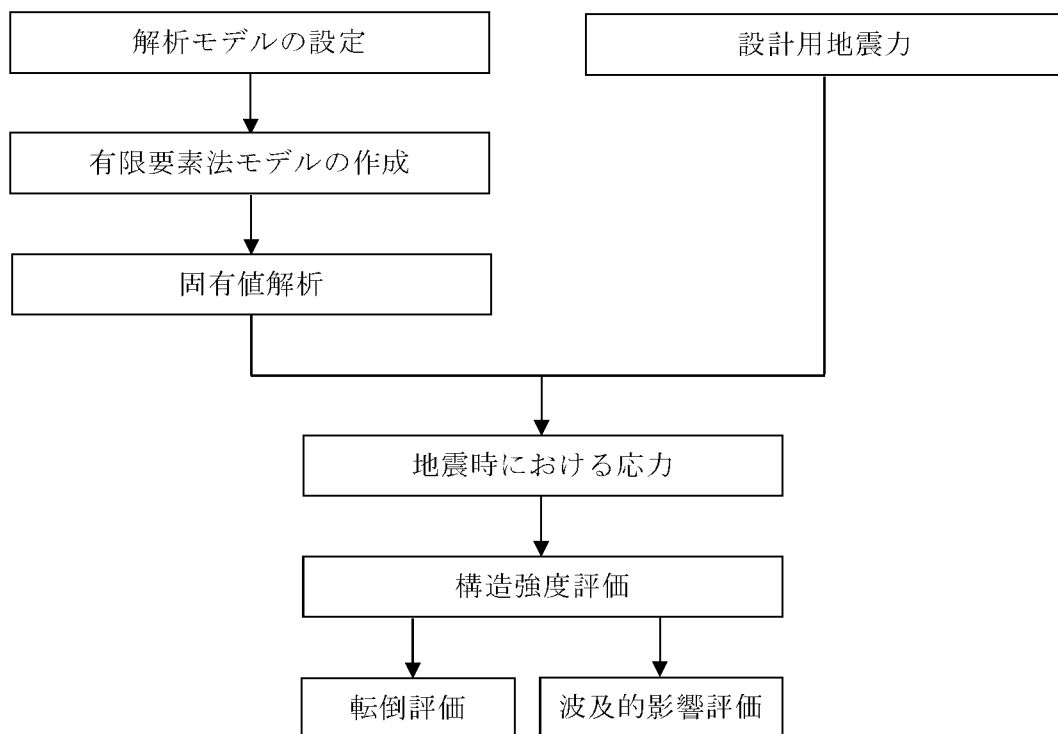 解析モデルの設定
設計用地震力
有限要素法モデルの作成
固有値解析
地震時における応力
構造強度評価
転倒評価
波及的影響評価